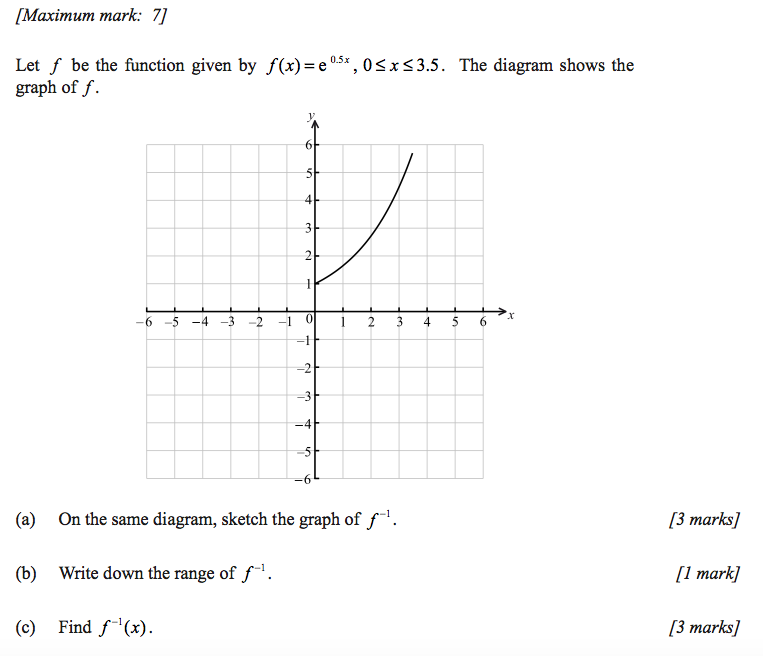 [Maximum mark: 7]
Let f be the function given by f(x) = e^{0.5x}, 0 ≤ x ≤ 3.5. The diagram shows the
graph of f.
y
6
5
4
3
2
1
–6 –5 –4 –3 –2 –1 0 1 2 3 4 5 6 x
–1
–2
–3
–4
–5
–6
(a) On the same diagram, sketch the graph of f⁻¹. [3 marks]
(b) Write down the range of f⁻¹. [1 mark]
(c) Find f⁻¹(x). [3 marks]